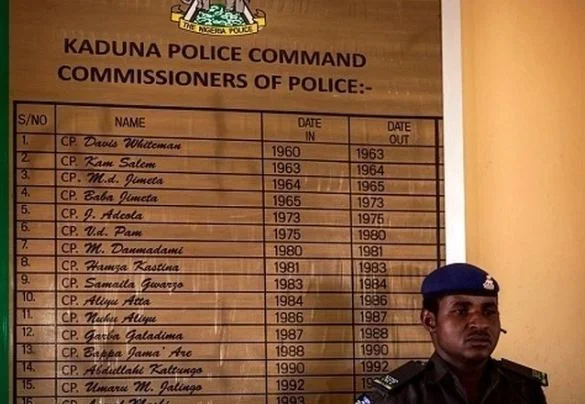 THE NIGERIA POLICE
KADUNA POLICE COMMAND
COMMISSIONERS OF POLICE:-
S/NO NAME DATE IN DATE OUT
1. CP. Davis Whiteman 1960 1963
2. CP. Kam Salem 1963 1964
3. CP. M.d. Jimeta 1964 1965
4. CP. Baba Jimeta 1965 1973
5. CP. J. Adeola 1973 1975
6. CP. V.d. Pam 1975 1980
7. CP. M. Danmadami 1980 1981
8. CP. Hamza Kastina 1981 1983
9. CP. Samaila Gwarzo 1983 1984
10. CP. Aliyu Atta 1984 1986
11. CP. Nuhu Aliyu 1986 1987
12. CP. Garba Galadima 1987 1988
13. CP. Bappa Jama' Are 1988 1990
14. CP. Abdullahi Kaltungo 1990 1992
15. CP. Umaru M. Jalingo 1992
16